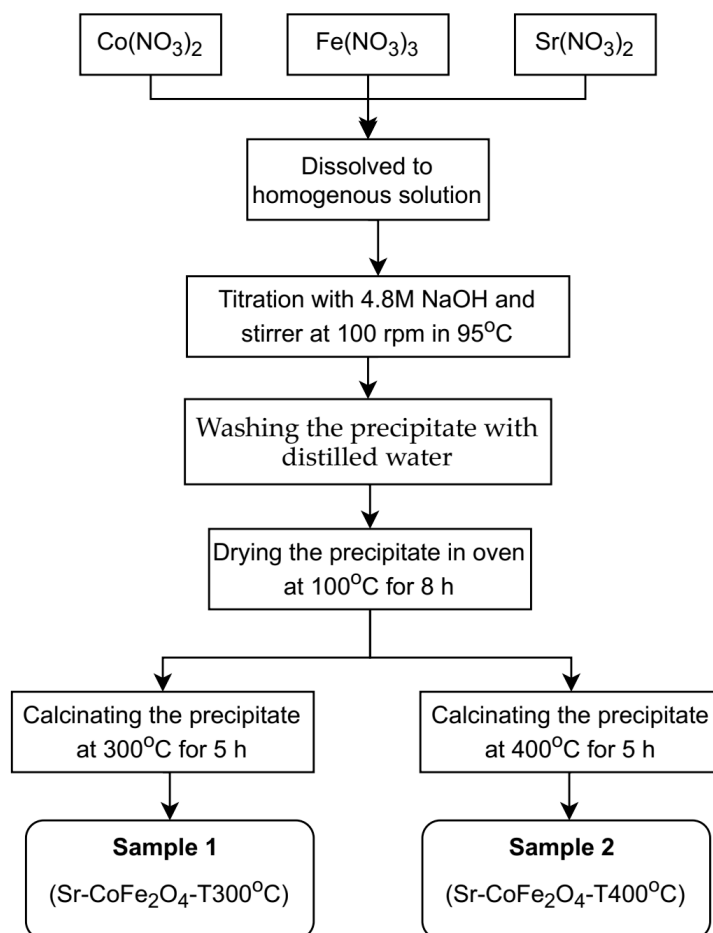 Co(NO₃)₂
Fe(NO₃)₃
Sr(NO₃)₂
Dissolved to
homogenous solution
Titration with 4.8M NaOH and
stirrer at 100 rpm in 95°C
Washing the precipitate with
distilled water
Drying the precipitate in oven
at 100°C for 8 h
Calcinating the precipitate
at 300°C for 5 h
Calcinating the precipitate
at 400°C for 5 h
Sample 1
(Sr-CoFe₂O₄-T300°C)
Sample 2
(Sr-CoFe₂O₄-T400°C)